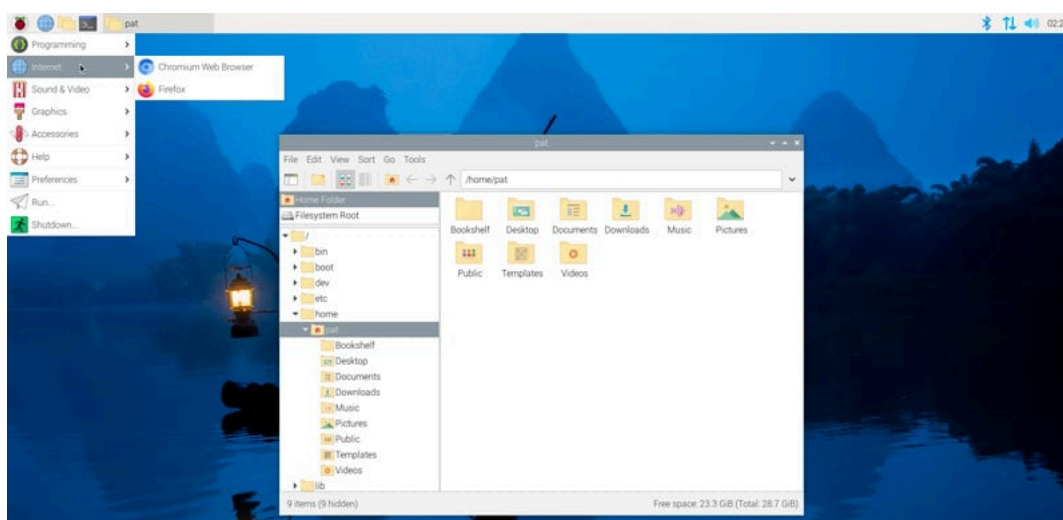 pat
02:2
Programming
Internet
Sound & Video
Graphics
Accessories
Help
Preferences
Run...
Shutdown...
Chromium Web Browser
Firefox
pat
File Edit View Sort Go Tools
/home/pat
Home Folder
Filesystem Root
/
bin
boot
dev
etc
home
pat
Bookshelf
Desktop
Documents
Downloads
Music
Pictures
Public
Templates
Videos
lib
Bookshelf Desktop Documents Downloads Music Pictures
Public Templates Videos
9 items (9 hidden)
Free space: 23.3 GiB (Total: 28.7 GiB)